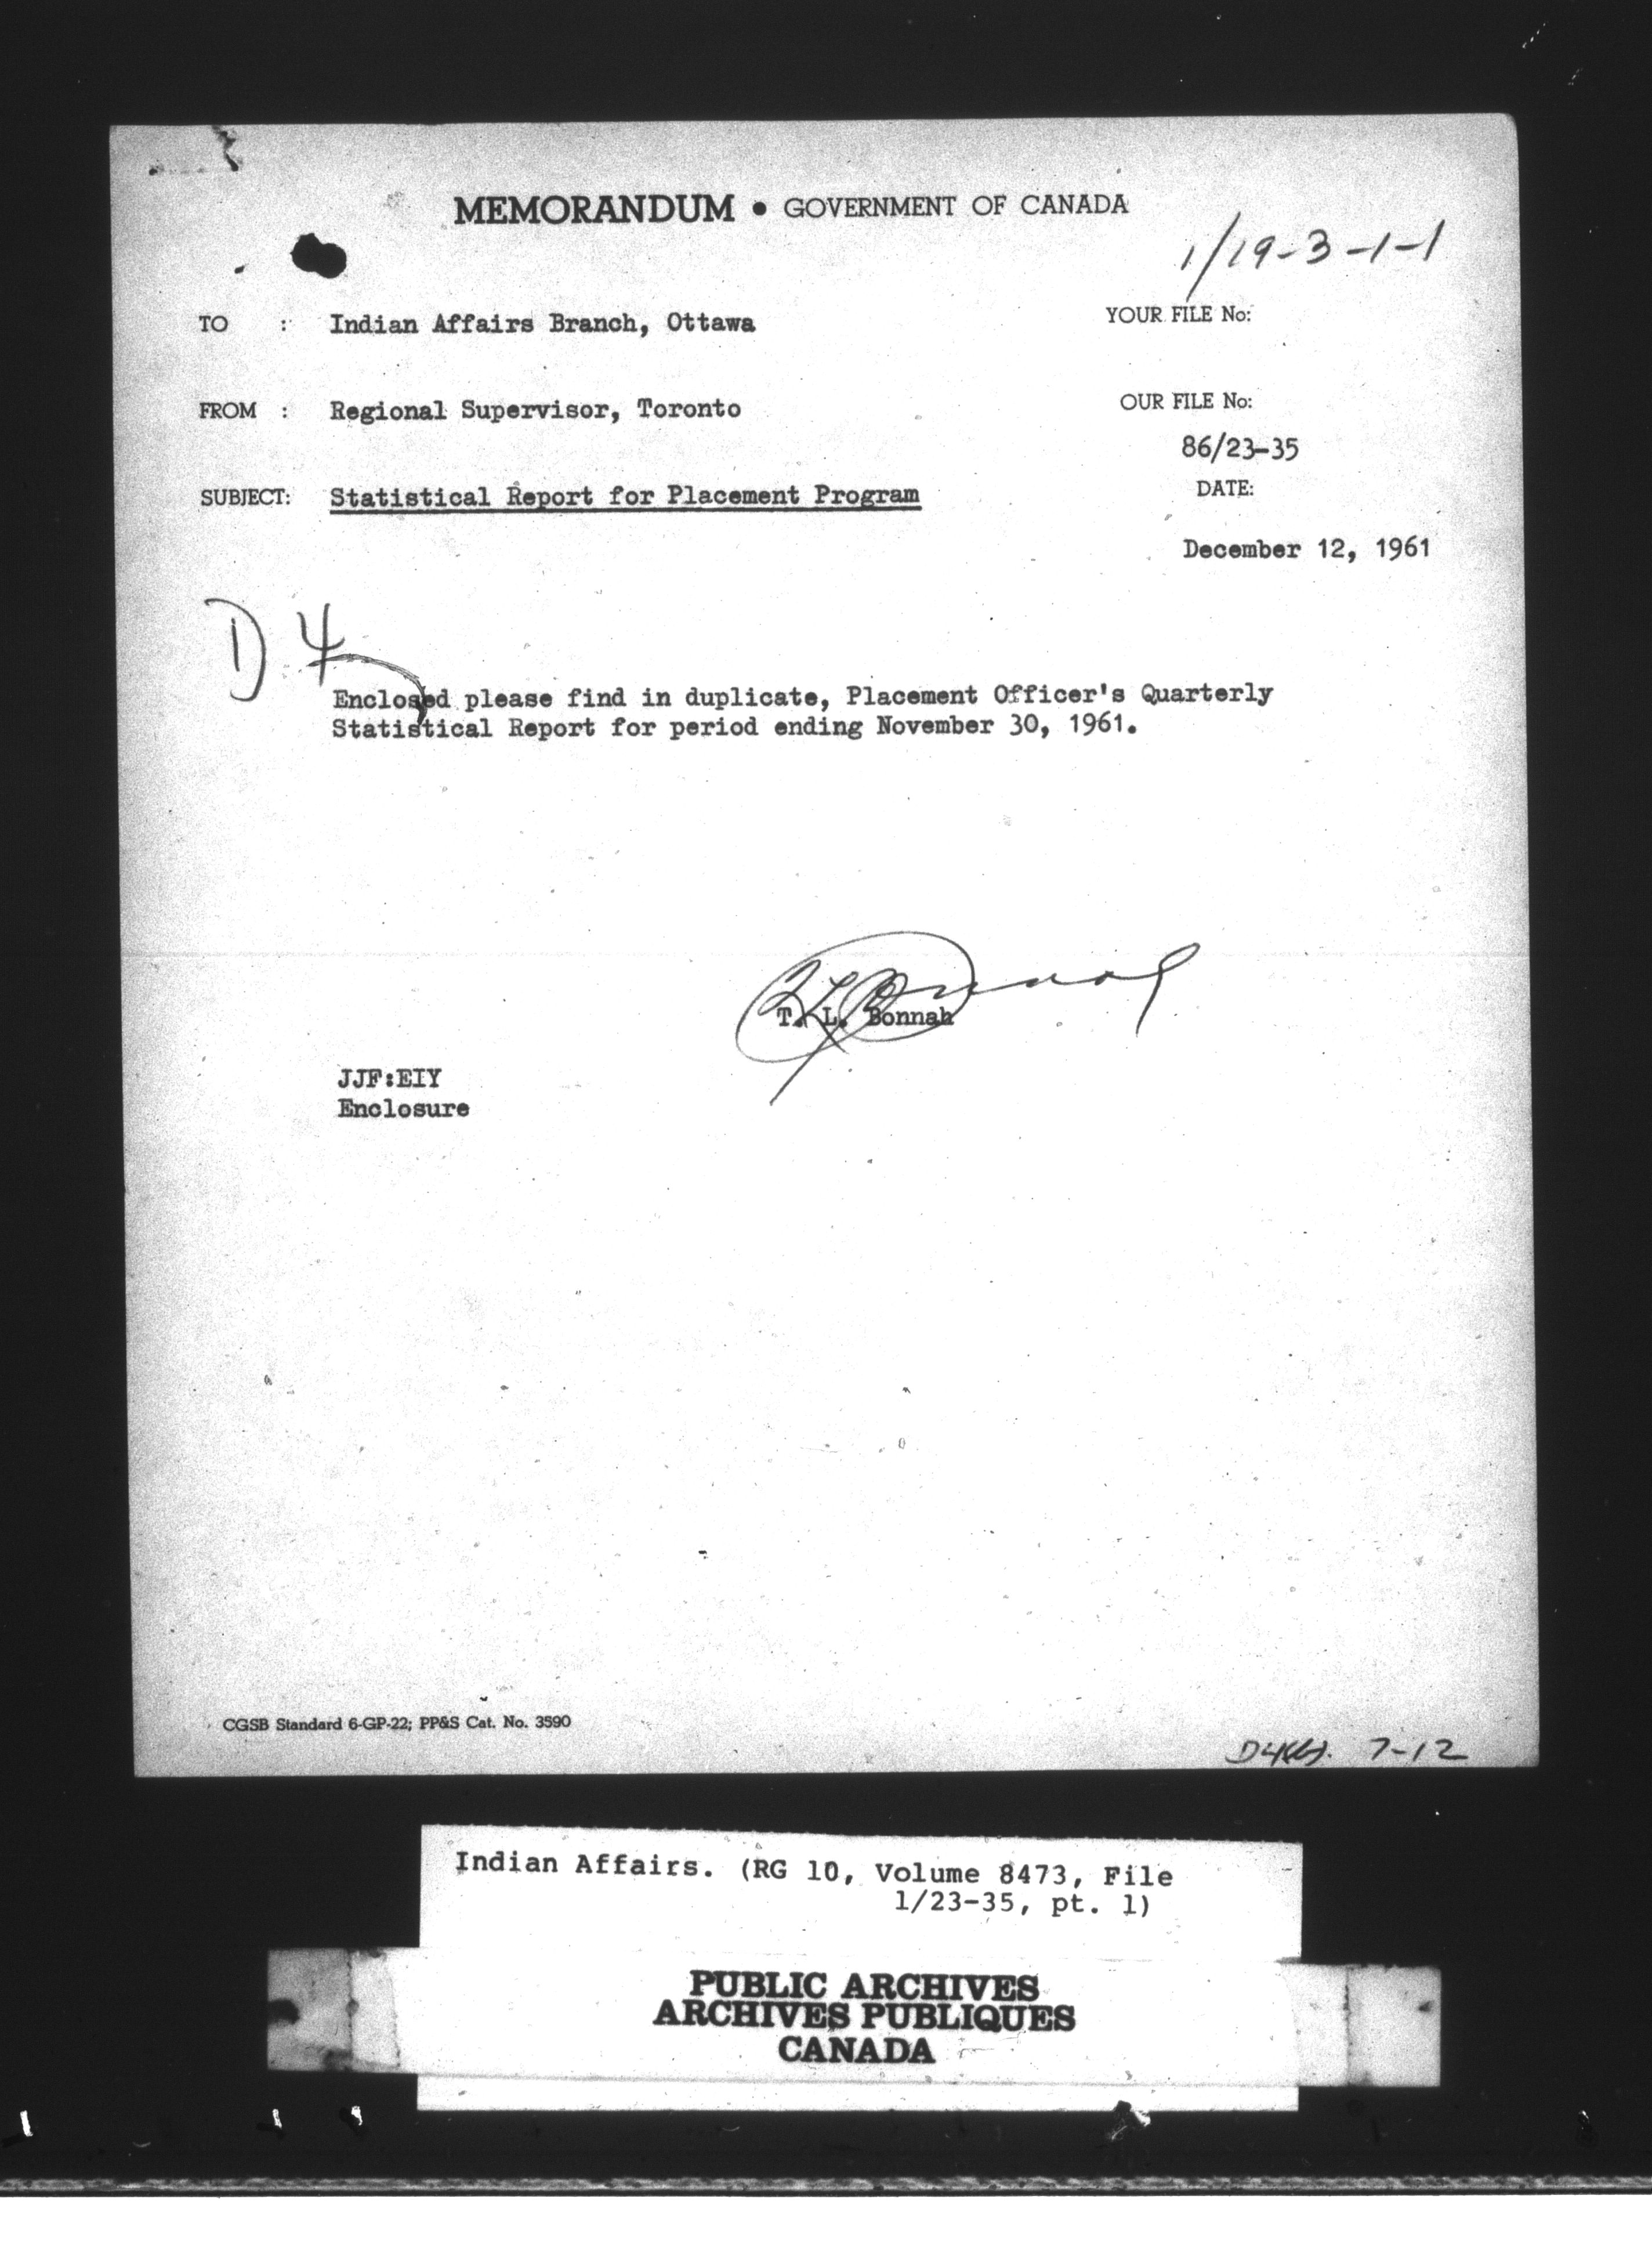 MEMORANDUM • GOVERNMENT OF CANADA
1/19-3-1-1
TO : Indian Affairs Branch, Ottawa
YOUR FILE No:
FROM : Regional Supervisor, Toronto
OUR FILE No:
86/23-35
SUBJECT: Statistical Report for Placement Program
DATE:
December 12, 1961
D 4
Enclosed please find in duplicate, Placement Officer's Quarterly
Statistical Report for period ending November 30, 1961.
T. L. Bonnah
JJF:EIY
Enclosure
CGSB Standard 6-GP-22; PP&S Cat. No. 3590
7-12
Indian Affairs. (RG 10, Volume 8473, File
1/23-35, pt. 1)
PUBLIC ARCHIVES
ARCHIVES PUBLIQUES
CANADA